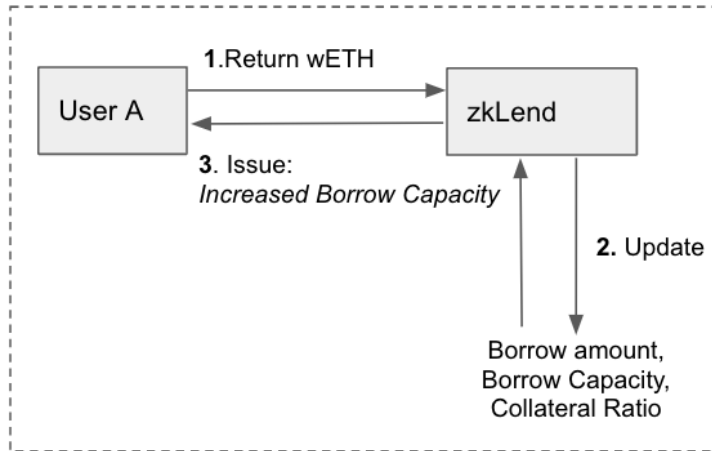 1.Return wETH
User A
zkLend
3. Issue:
Increased Borrow Capacity
2. Update
Borrow amount,
Borrow Capacity,
Collateral Ratio